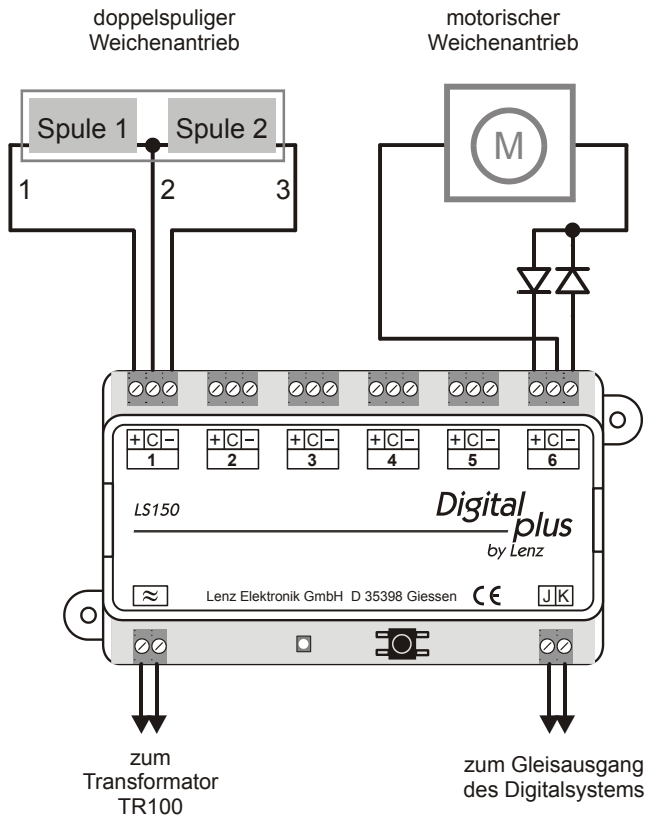 doppelspuliger
Weichenantrieb
motorischer
Weichenantrieb
Spule 1
Spule 2
M
1
2
3
+ C − + C − + C − + C − + C − + C −
1 2 3 4 5 6
LS150
Digital
plus
by Lenz
≈ Lenz Elektronik GmbH D 35398 Giessen CE J K
zum
Transformator
TR100
zum Gleisausgang
des Digitalsystems